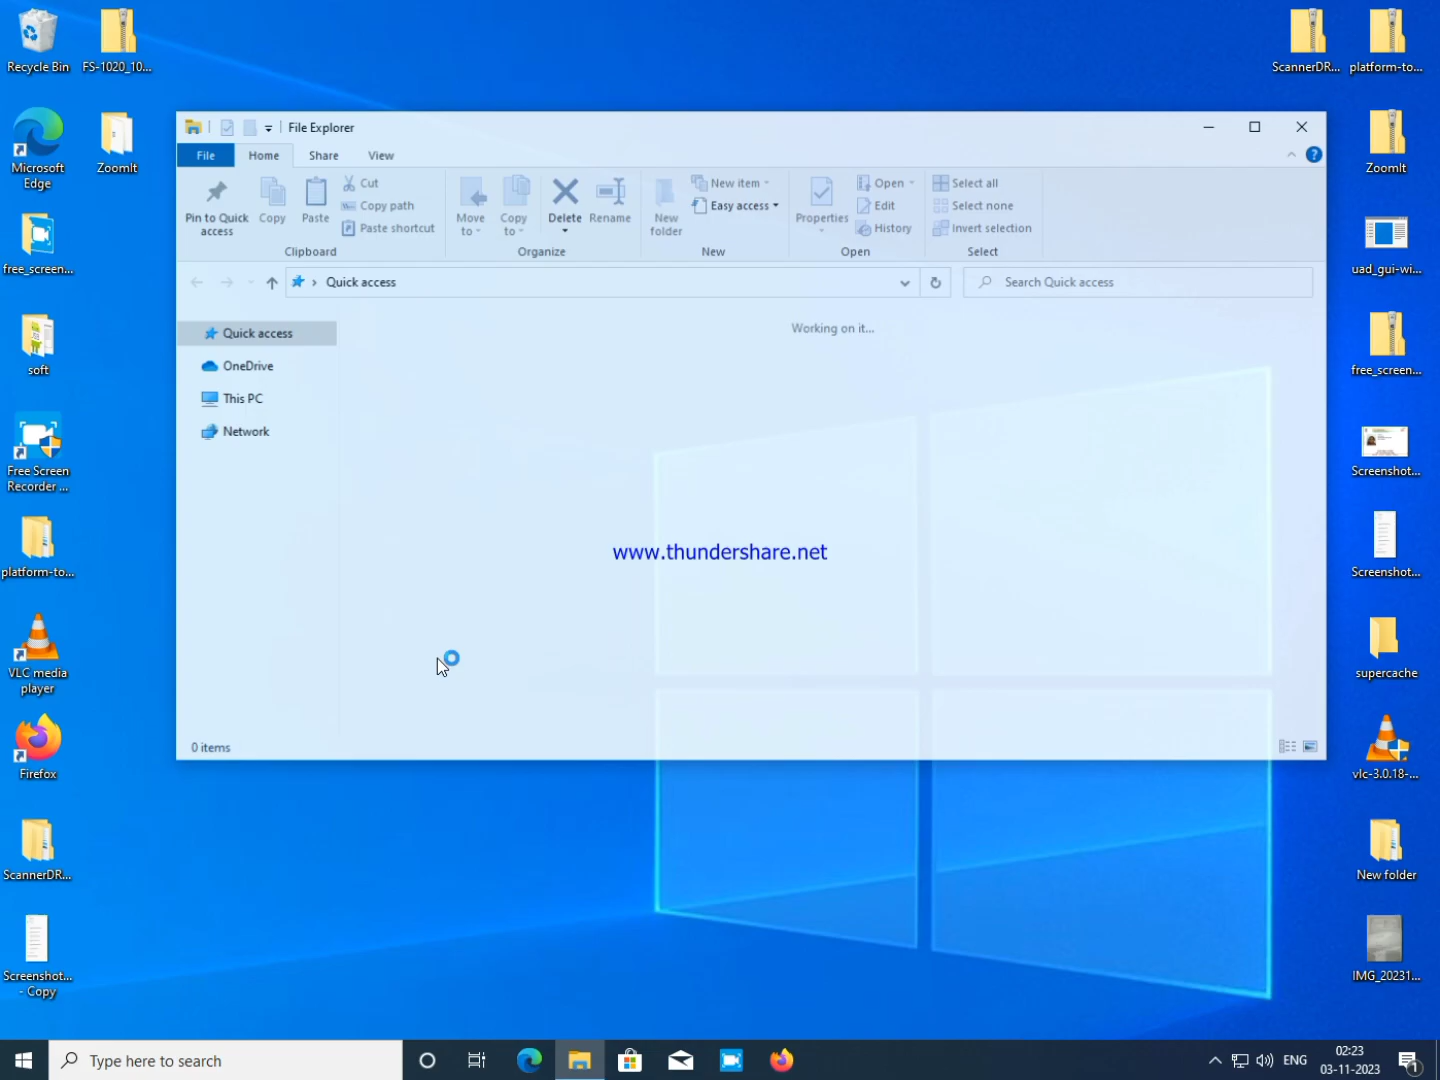 Recycle Bin
FS-1020_10...
ScannerDR...
platform-to...
Microsoft
Edge
ZoomIt
ZoomIt
free_screen...
uad_gui-wi...
soft
free_screen...
Free Screen
Recorder ...
Screenshot...
platform-to...
Screenshot...
VLC media
player
supercache
Firefox
vlc-3.0.18-...
ScannerDR...
New folder
Screenshot...
- Copy
IMG_20231...
File Explorer
File
Home
Share
View
Pin to Quick
access
Copy
Paste
Cut
Copy path
Paste shortcut
Clipboard
Move
to
Copy
to
Delete
Rename
Organize
New
folder
New item
Easy access
New
Properties
Open
Edit
History
Open
Select all
Select none
Invert selection
Select
Quick access
Search Quick access
Quick access
OneDrive
This PC
Network
Working on it...
www.thundershare.net
0 items
Type here to search
ENG
02:23
03-11-2023
1